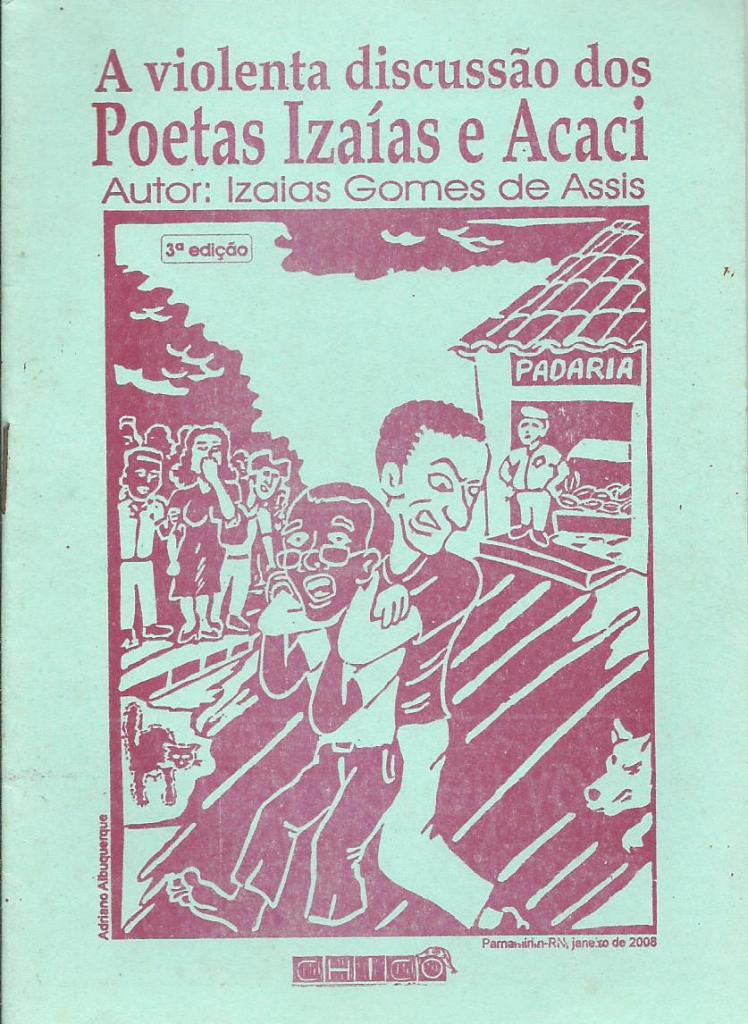 A violenta discussão dos
Poetas Izaías e Acaci
Autor: Izaias Gomes de Assis
3ª edição
PADARIA
Adriano Albuquerque
Parnamirim-RN, janeiro de 2008
CHICO